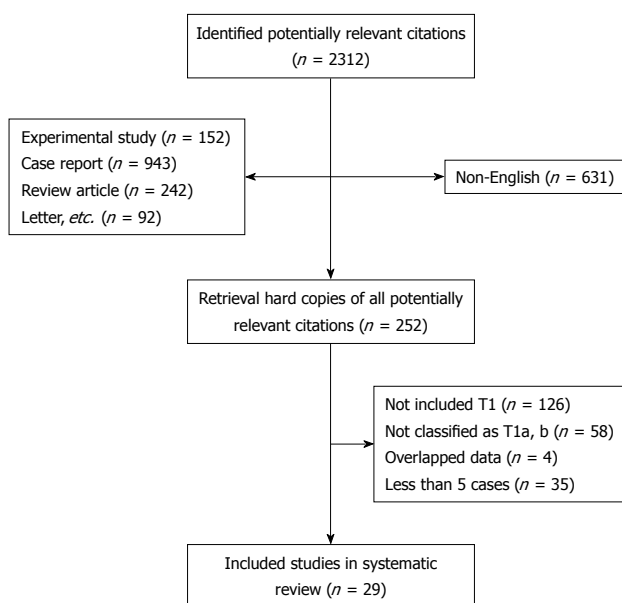 Identified potentially relevant citations
(n = 2312)
Experimental study (n = 152)
Case report (n = 943)
Review article (n = 242)
Letter, etc. (n = 92)
Non-English (n = 631)
Retrieval hard copies of all potentially
relevant citations (n = 252)
Not included T1 (n = 126)
Not classified as T1a, b (n = 58)
Overlapped data (n = 4)
Less than 5 cases (n = 35)
Included studies in systematic
review (n = 29)